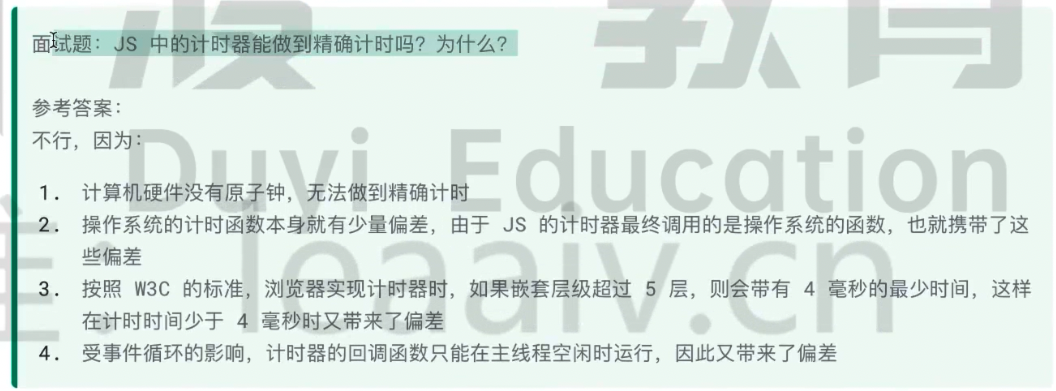 面试题：JS 中的计时器能做到精确计时吗？为什么？
参考答案：
不行，因为：
1. 计算机硬件没有原子钟，无法做到精确计时
2. 操作系统的计时函数本身就有少量偏差，由于 JS 的计时器最终调用的是操作系统的函数，也就携带了这
些偏差
3. 按照 W3C 的标准，浏览器实现计时器时，如果嵌套层级超过 5 层，则会带有 4 毫秒的最少时间，这样
在计时时间少于 4 毫秒时又带来了偏差
4. 受事件循环的影响，计时器的回调函数只能在主线程空闲时运行，因此又带来了偏差
教育
Duyi Education